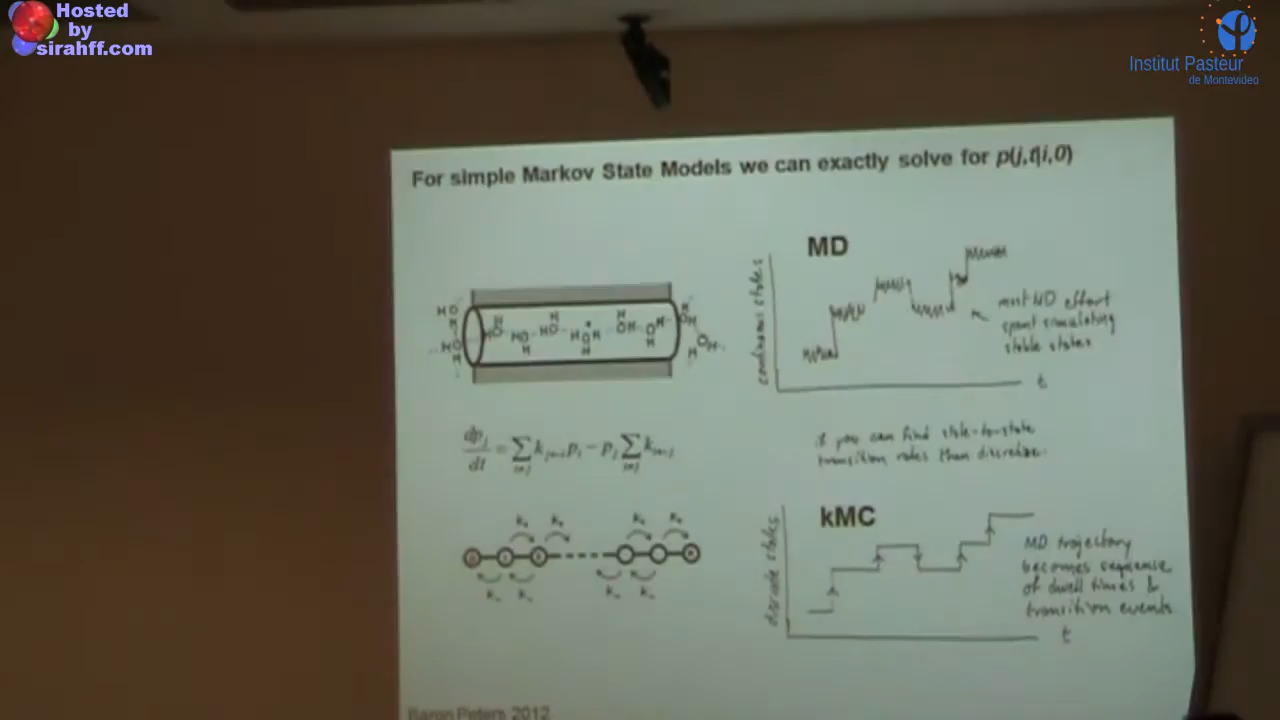 Hosted
by
sirahff.com
Institut Pasteur
de Montevideo
For simple Markov State Models we can exactly solve for p(j,t|i,0)
MD
continuous states
most MD effort
spent simulating
stable states
t
if you can find state-to-state
transition rates then discretize.
kMC
discrete states
MD trajectory
becomes sequence
of dwell times &
transition events
t
Baron Peters 2012